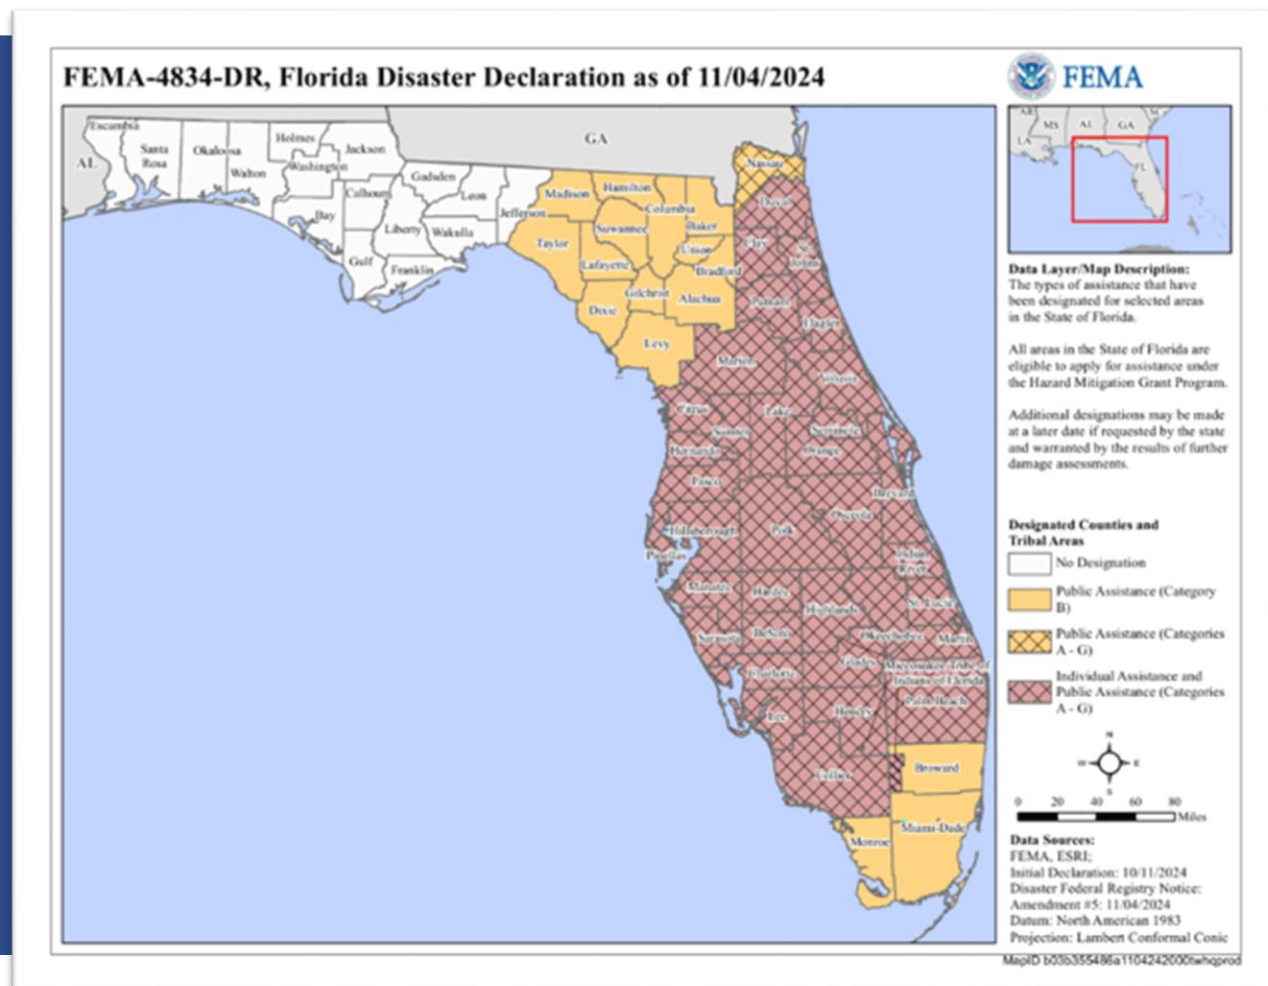 FEMA-4834-DR, Florida Disaster Declaration as of 11/04/2024
FEMA
AL
GA
Escambia
Santa
Rosa
Okaloosa
Walton
Holmes
Washington
Jackson
Bay
Calhoun
Gulf
Gadsden
Liberty
Leon
Wakulla
Franklin
Jefferson
Madison
Hamilton
Taylor
Suwannee
Columbia
Baker
Union
Lafayette
Bradford
Gilchrist
Alachua
Dixie
Levy
Nassau
Duval
Clay
St.
Johns
Putnam
Flagler
Marion
Volusia
Citrus
Lake
Sumter
Seminole
Hernando
Orange
Pasco
Brevard
Osceola
Hillsborough
Polk
Pinellas
Indian
River
Manatee
Hardee
Highlands
St. Lucie
Sarasota
DeSoto
Okeechobee
Martin
Charlotte
Glades
Miccosukee Tribe of
Indians of Florida
Lee
Hendry
Palm Beach
Collier
Broward
Monroe
Miami-Dade
AR
MS
AL
GA
SC
LA
FL
Data Layer/Map Description:
The types of assistance that have
been designated for selected areas
in the State of Florida.
All areas in the State of Florida are
eligible to apply for assistance under
the Hazard Mitigation Grant Program.
Additional designations may be made
at a later date if requested by the state
and warranted by the results of further
damage assessments.
Designated Counties and
Tribal Areas
No Designation
Public Assistance (Category
B)
Public Assistance (Categories
A - G)
Individual Assistance and
Public Assistance (Categories
A - G)
N
W
E
S
0 20 40 60 80
Miles
Data Sources:
FEMA, ESRI;
Initial Declaration: 10/11/2024
Disaster Federal Registry Notice:
Amendment #5: 11/04/2024
Datum: North American 1983
Projection: Lambert Conformal Conic
MapID b03b355486a1104242000twhqprod